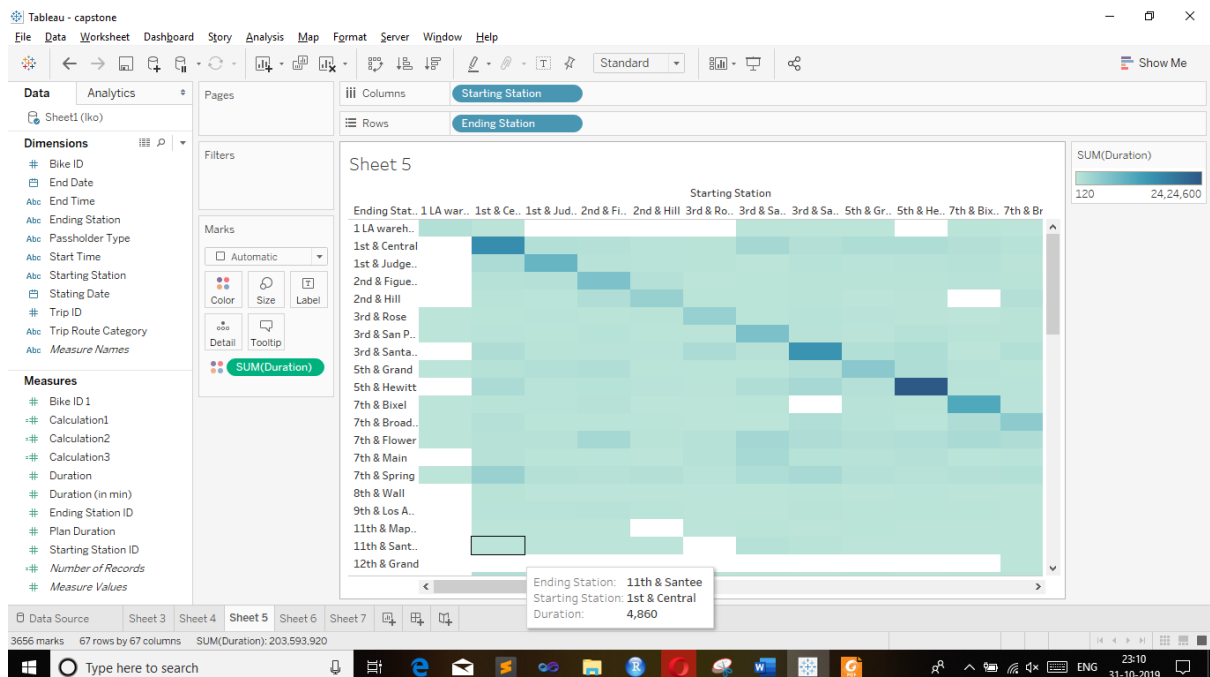 Tableau - capstone
File Data Worksheet Dashboard Story Analysis Map Format Server Window Help
Standard
Show Me
Data Analytics
Sheet1 (lko)
Dimensions
# Bike ID
End Date
Abc End Time
Abc Ending Station
Abc Passholder Type
Abc Start Time
Abc Starting Station
Stating Date
# Trip ID
Abc Trip Route Category
Abc Measure Names
Measures
# Bike ID 1
=# Calculation1
=# Calculation2
=# Calculation3
# Duration
# Duration (in min)
# Ending Station ID
# Plan Duration
# Starting Station ID
=# Number of Records
# Measure Values
Pages
Filters
Marks
Automatic
Color Size Label
Detail Tooltip
SUM(Duration)
Columns Starting Station
Rows Ending Station
Sheet 5
Starting Station
Ending Stat.. 1 LA war.. 1st & Ce.. 1st & Jud.. 2nd & Fi.. 2nd & Hill 3rd & Ro.. 3rd & Sa.. 3rd & Sa.. 5th & Gr.. 5th & He.. 7th & Bix.. 7th & Br
1 LA wareh..
1st & Central
1st & Judge..
2nd & Figue..
2nd & Hill
3rd & Rose
3rd & San P..
3rd & Santa..
5th & Grand
5th & Hewitt
7th & Bixel
7th & Broad..
7th & Flower
7th & Main
7th & Spring
8th & Wall
9th & Los A..
11th & Map..
11th & Sant..
12th & Grand
Ending Station: 11th & Santee
Starting Station: 1st & Central
Duration: 4,860
SUM(Duration)
120 24,24,600
Data Source Sheet 3 Sheet 4 Sheet 5 Sheet 6 Sheet 7
3656 marks 67 rows by 67 columns SUM(Duration): 203,593,920
Type here to search
ENG
23:10
31-10-2019